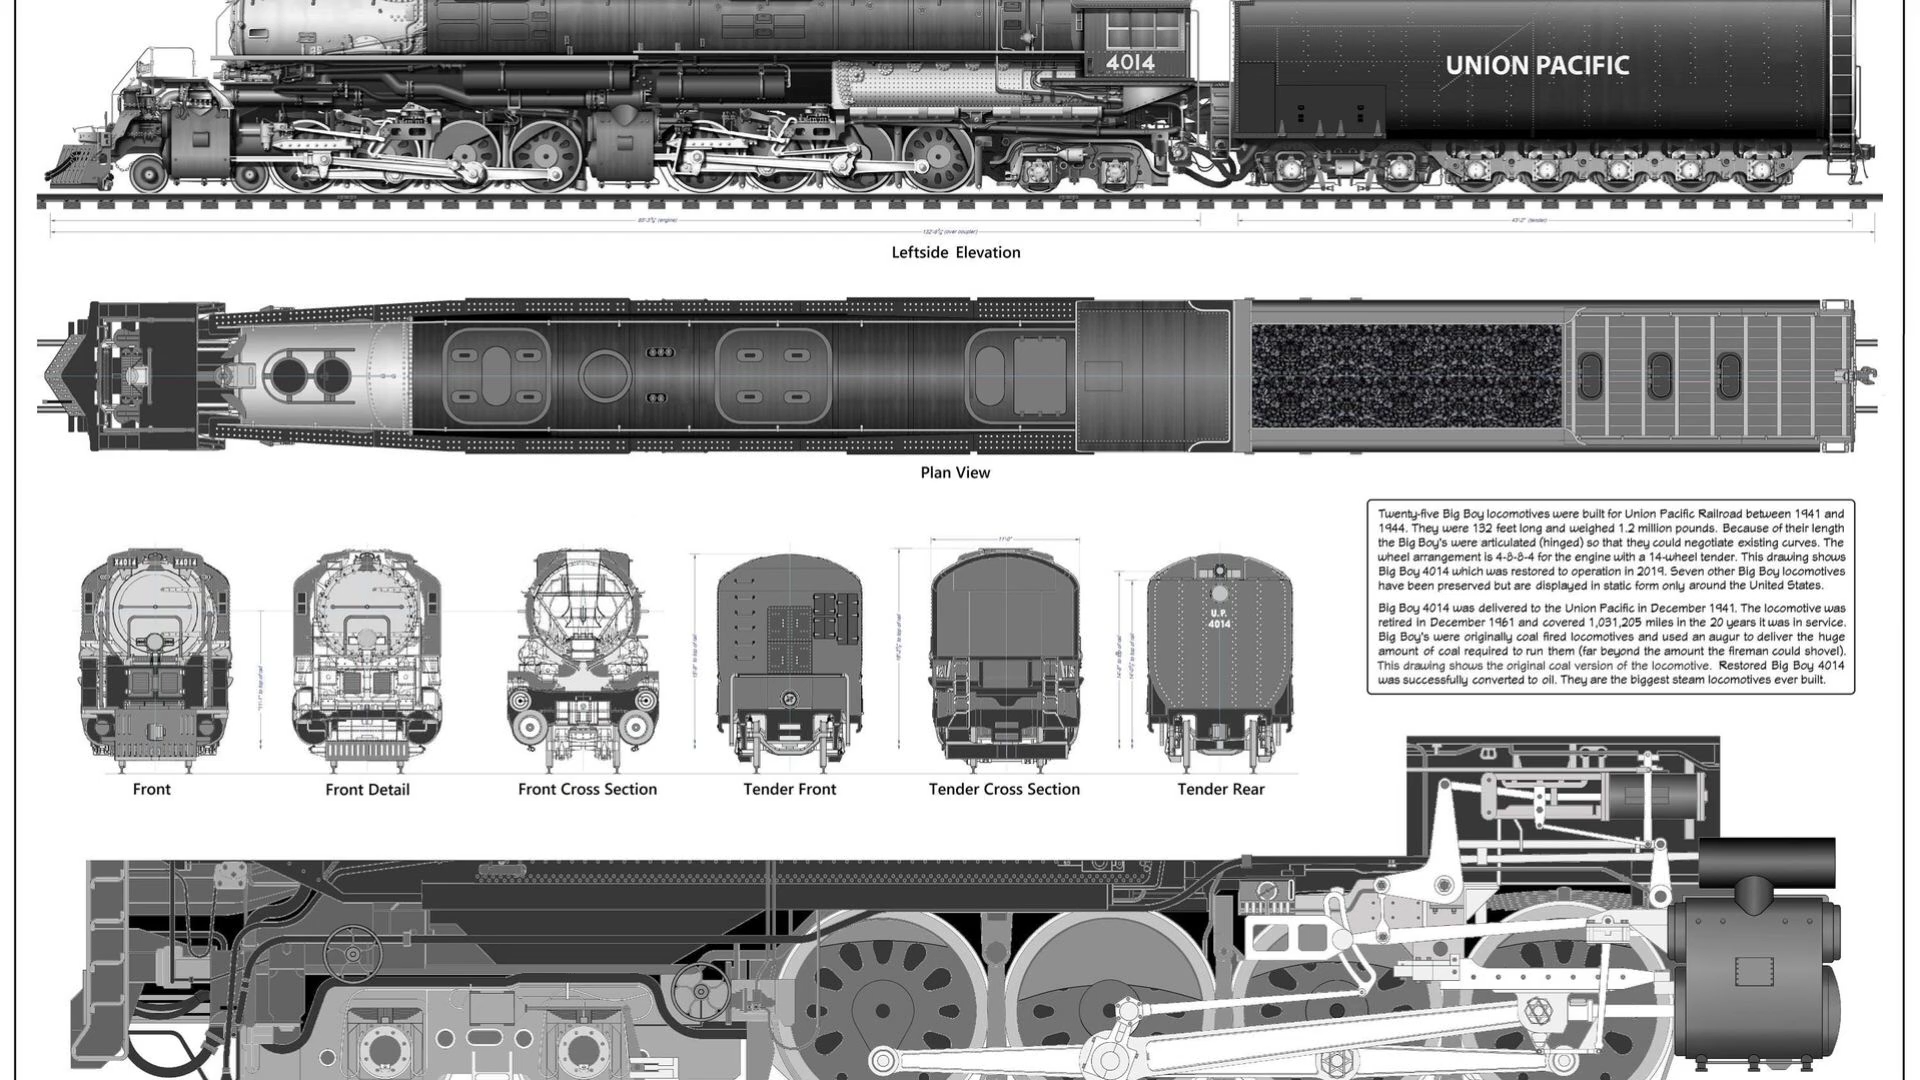 4014
UNION PACIFIC
Leftside Elevation
Plan View
Twenty-five Big Boy locomotives were built for Union Pacific Railroad between 1941 and
1944. They were 132 feet long and weighed 1.2 million pounds. Because of their length
the Big Boy's were articulated (hinged) so that they could negotiate existing curves. The
wheel arrangement is 4-8-8-4 for the engine with a 14-wheel tender. This drawing shows
Big Boy 4014 which was restored to operation in 2019. Seven other Big Boy locomotives
have been preserved but are displayed in static form only around the United States.
Big Boy 4014 was delivered to the Union Pacific in December 1941. The locomotive was
retired in December 1961 and covered 1,031,205 miles in the 20 years it was in service.
Big Boy's were originally coal fired locomotives and used an augur to deliver the huge
amount of coal required to run them (far beyond the amount the fireman could shovel).
This drawing shows the original coal version of the locomotive. Restored Big Boy 4014
was successfully converted to oil. They are the biggest steam locomotives ever built.
X4014 X4014
11'-0"
U.P.
4014
Front
Front Detail
Front Cross Section
Tender Front
Tender Cross Section
Tender Rear